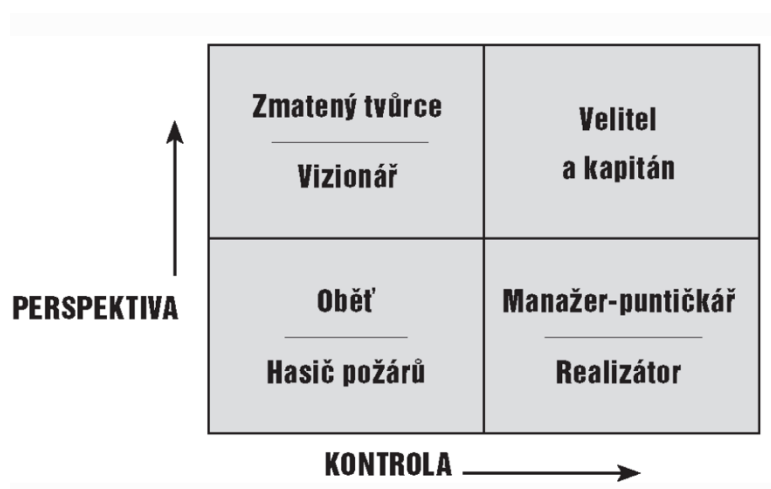 Zmatený tvůrce
Vizionář
Velitel
a kapitán
PERSPEKTIVA
Oběť
Hasič požárů
Manažer-puntičkář
Realizátor
KONTROLA